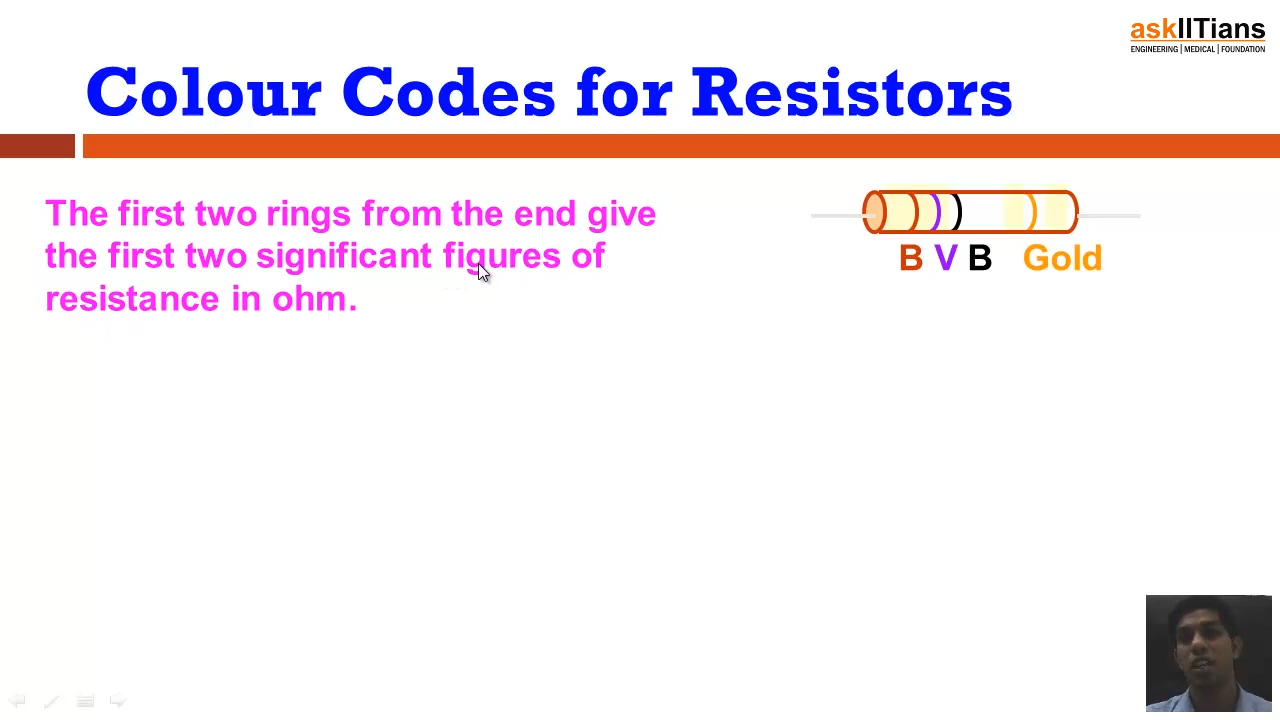 askIITians
ENGINEERING | MEDICAL | FOUNDATION
Colour Codes for Resistors
The first two rings from the end give
the first two significant figures of
resistance in ohm.
B V B Gold